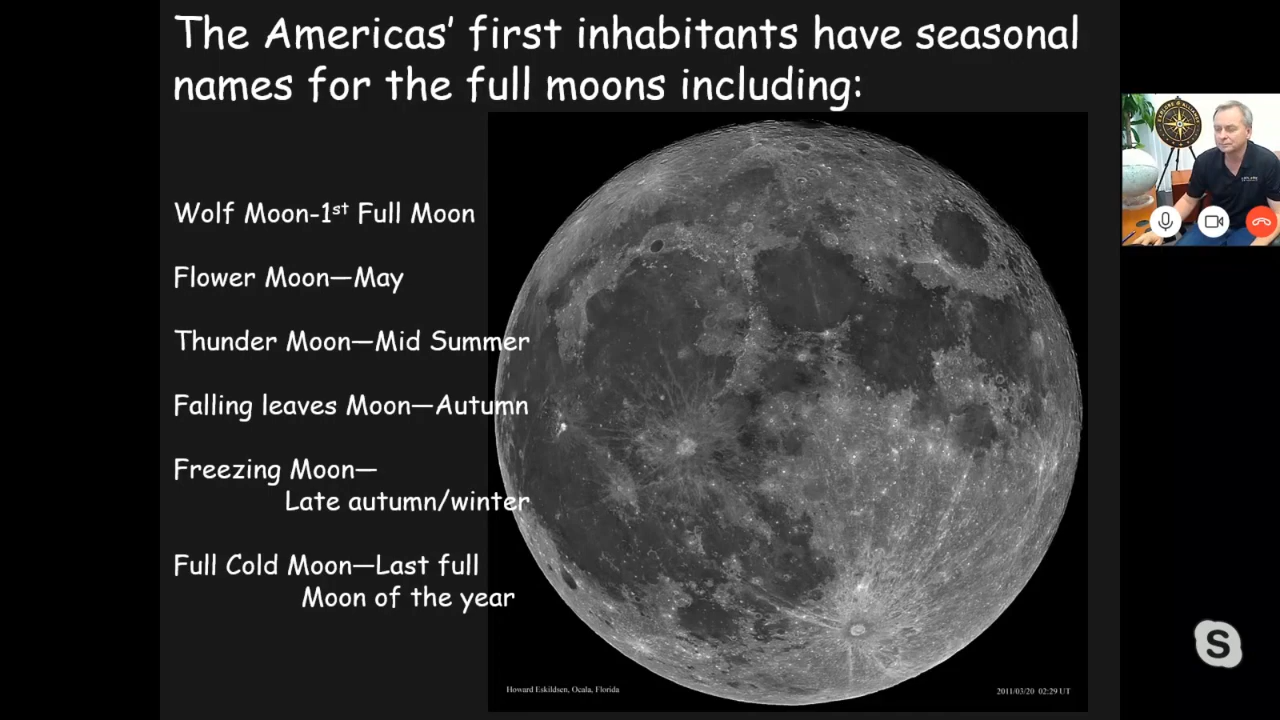 The Americas' first inhabitants have seasonal
names for the full moons including:
Wolf Moon-1st Full Moon
Flower Moon—May
Thunder Moon—Mid Summer
Falling leaves Moon—Autumn
Freezing Moon—
Late autumn/winter
Full Cold Moon—Last full
Moon of the year
Howard Eskildsen, Ocala, Florida
2011/03/20 02:29 UT
S